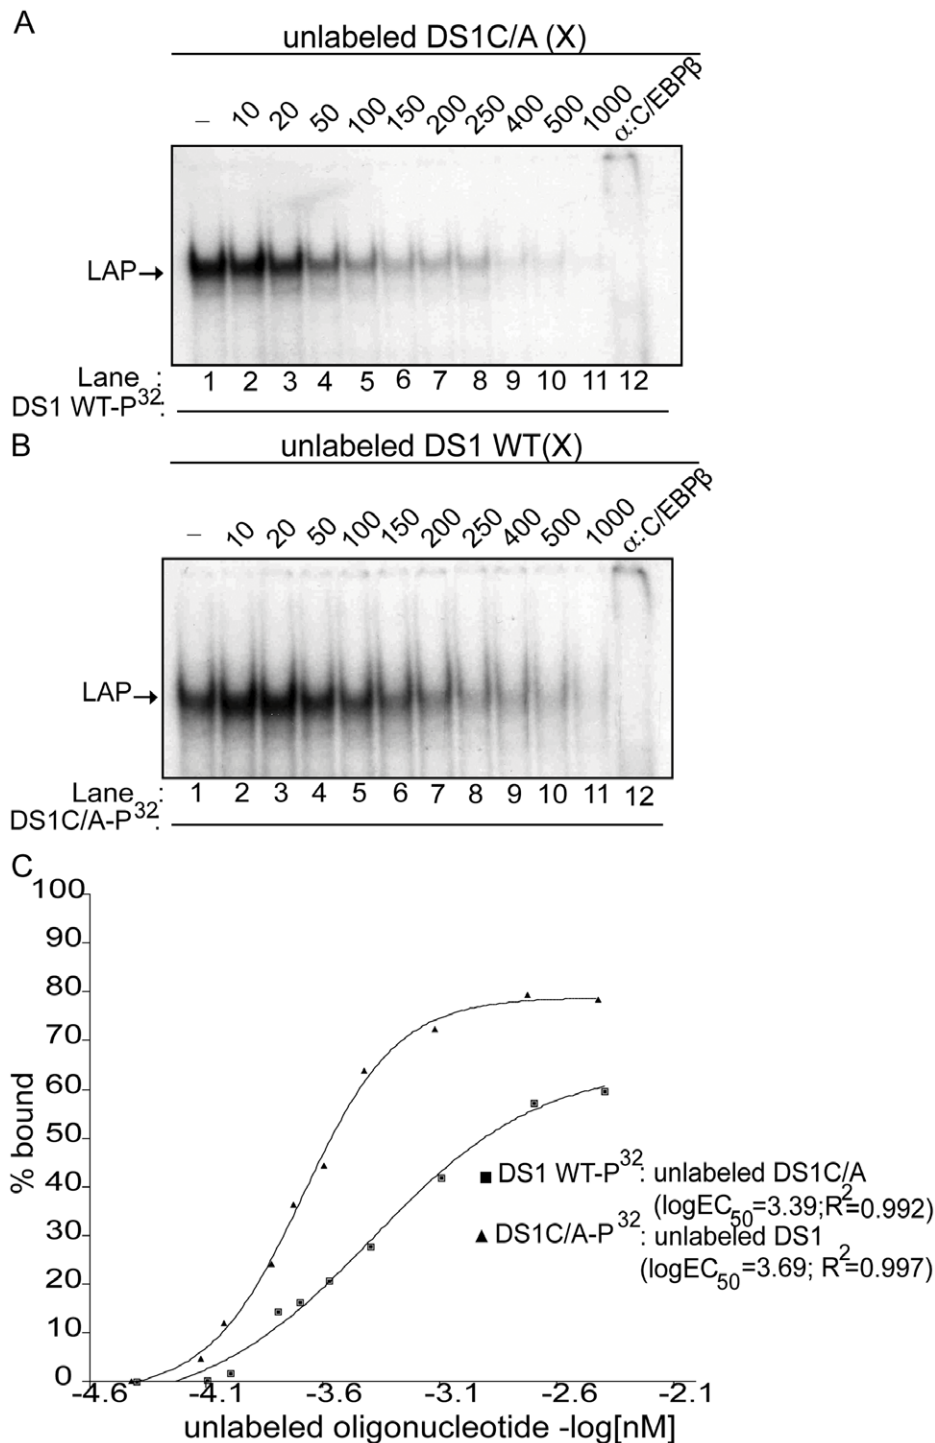 A
unlabeled DS1C/A (X)
– 10 20 50 100 150 200 250 400 500 1000 α:C/EBPβ
LAP→
Lane : 1 2 3 4 5 6 7 8 9 10 11 12
DS1 WT-P³²:
B
unlabeled DS1 WT(X)
– 10 20 50 100 150 200 250 400 500 1000 α:C/EBPβ
LAP→
Lane : 1 2 3 4 5 6 7 8 9 10 11 12
DS1C/A-P³²:
C
100
90
80
70
60
50
40
30
20
10
0
% bound
■ DS1 WT-P³²: unlabeled DS1C/A
(logEC₅₀=3.39;R²=0.992)
▲ DS1C/A-P³²: unlabeled DS1
(logEC₅₀=3.69; R²=0.997)
-4.6 -4.1 -3.6 -3.1 -2.6 -2.1
unlabeled oligonucleotide -log[nM]